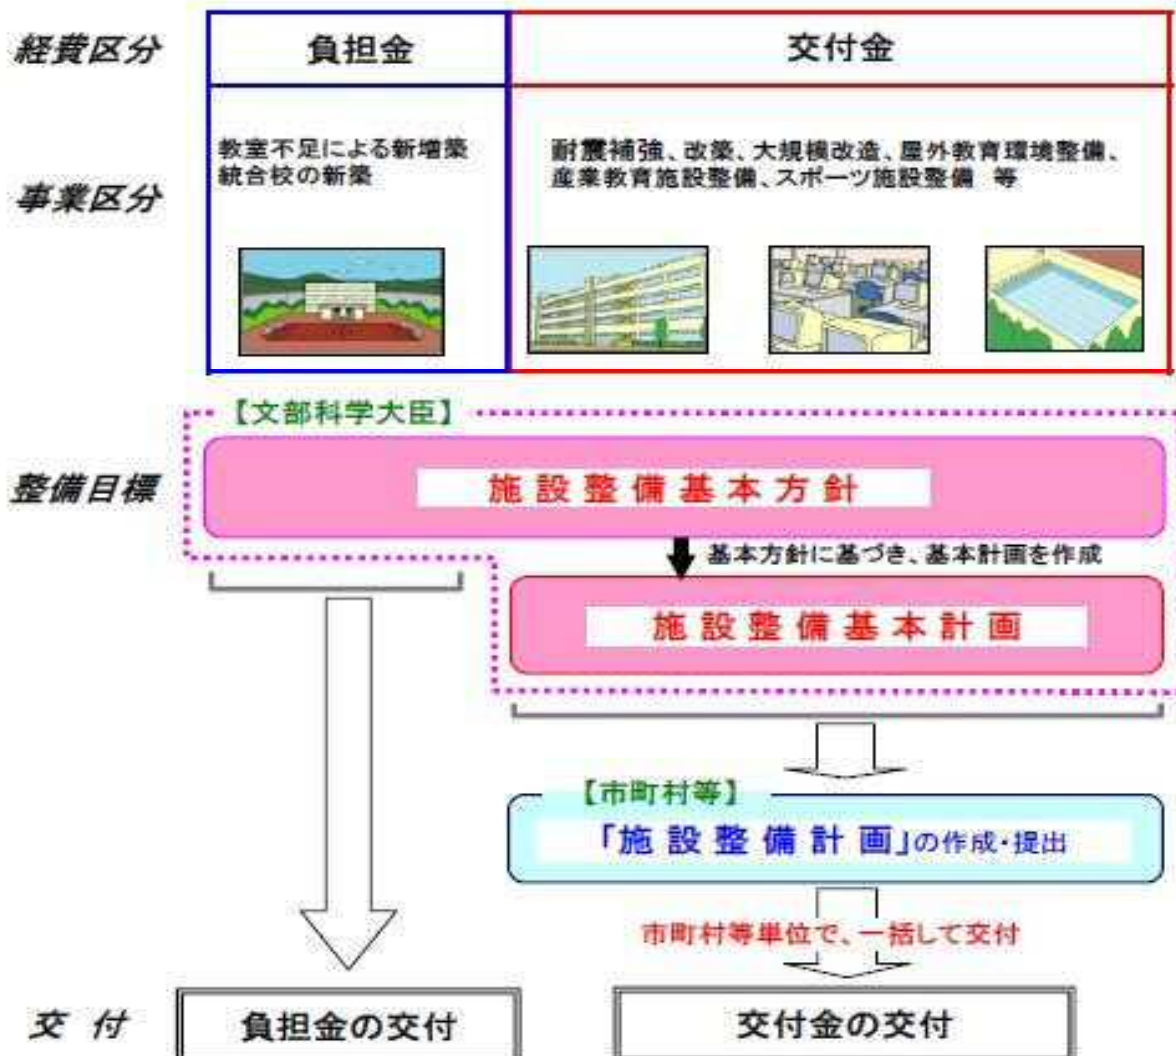 経費区分
負担金
交付金
事業区分
教室不足による新増築
統合校の新築
耐震補強、改築、大規模改造、屋外教育環境整備、
産業教育施設整備、スポーツ施設整備 等
【文部科学大臣】
整備目標
施設整備基本方針
基本方針に基づき、基本計画を作成
施設整備基本計画
【市町村等】
「施設整備計画」の作成・提出
市町村等単位で、一括して交付
交 付
負担金の交付
交付金の交付